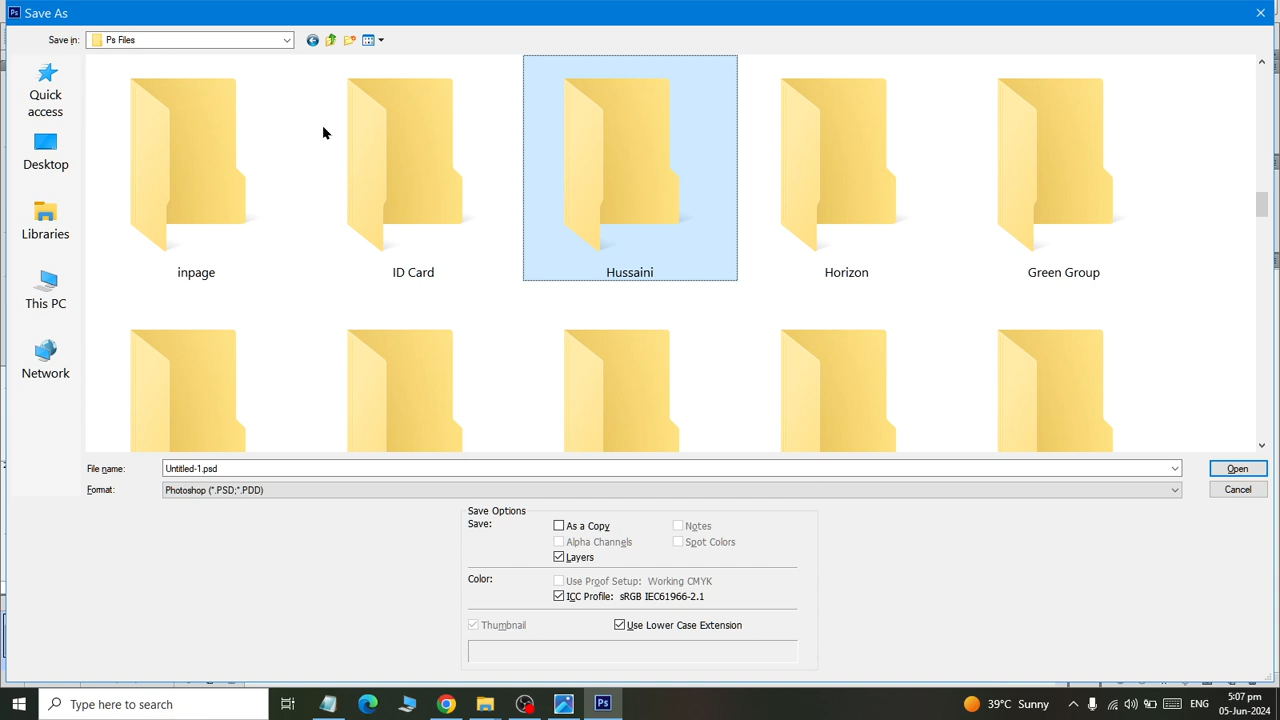 Ps Save As
Save in: Ps Files
Quick access
Desktop
Libraries
This PC
Network
inpage
ID Card
Hussaini
Horizon
Green Group
File name: Untitled-1.psd Open
Format: Photoshop (*.PSD;*.PDD) Cancel
Save Options
Save: As a Copy Notes
Alpha Channels Spot Colors
Layers
Color: Use Proof Setup: Working CMYK
ICC Profile: sRGB IEC61966-2.1
Thumbnail Use Lower Case Extension
Type here to search Ps 39°C Sunny ENG
5:07 pm
05-Jun-2024